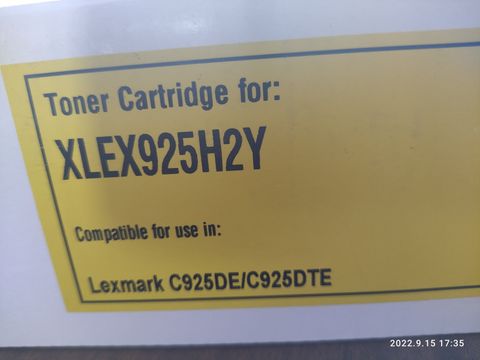 Toner Cartridge for:
XLEX925H2Y
Compatible for use in:
Lexmark C925DE/C925DTE
2022.9.15 17:35